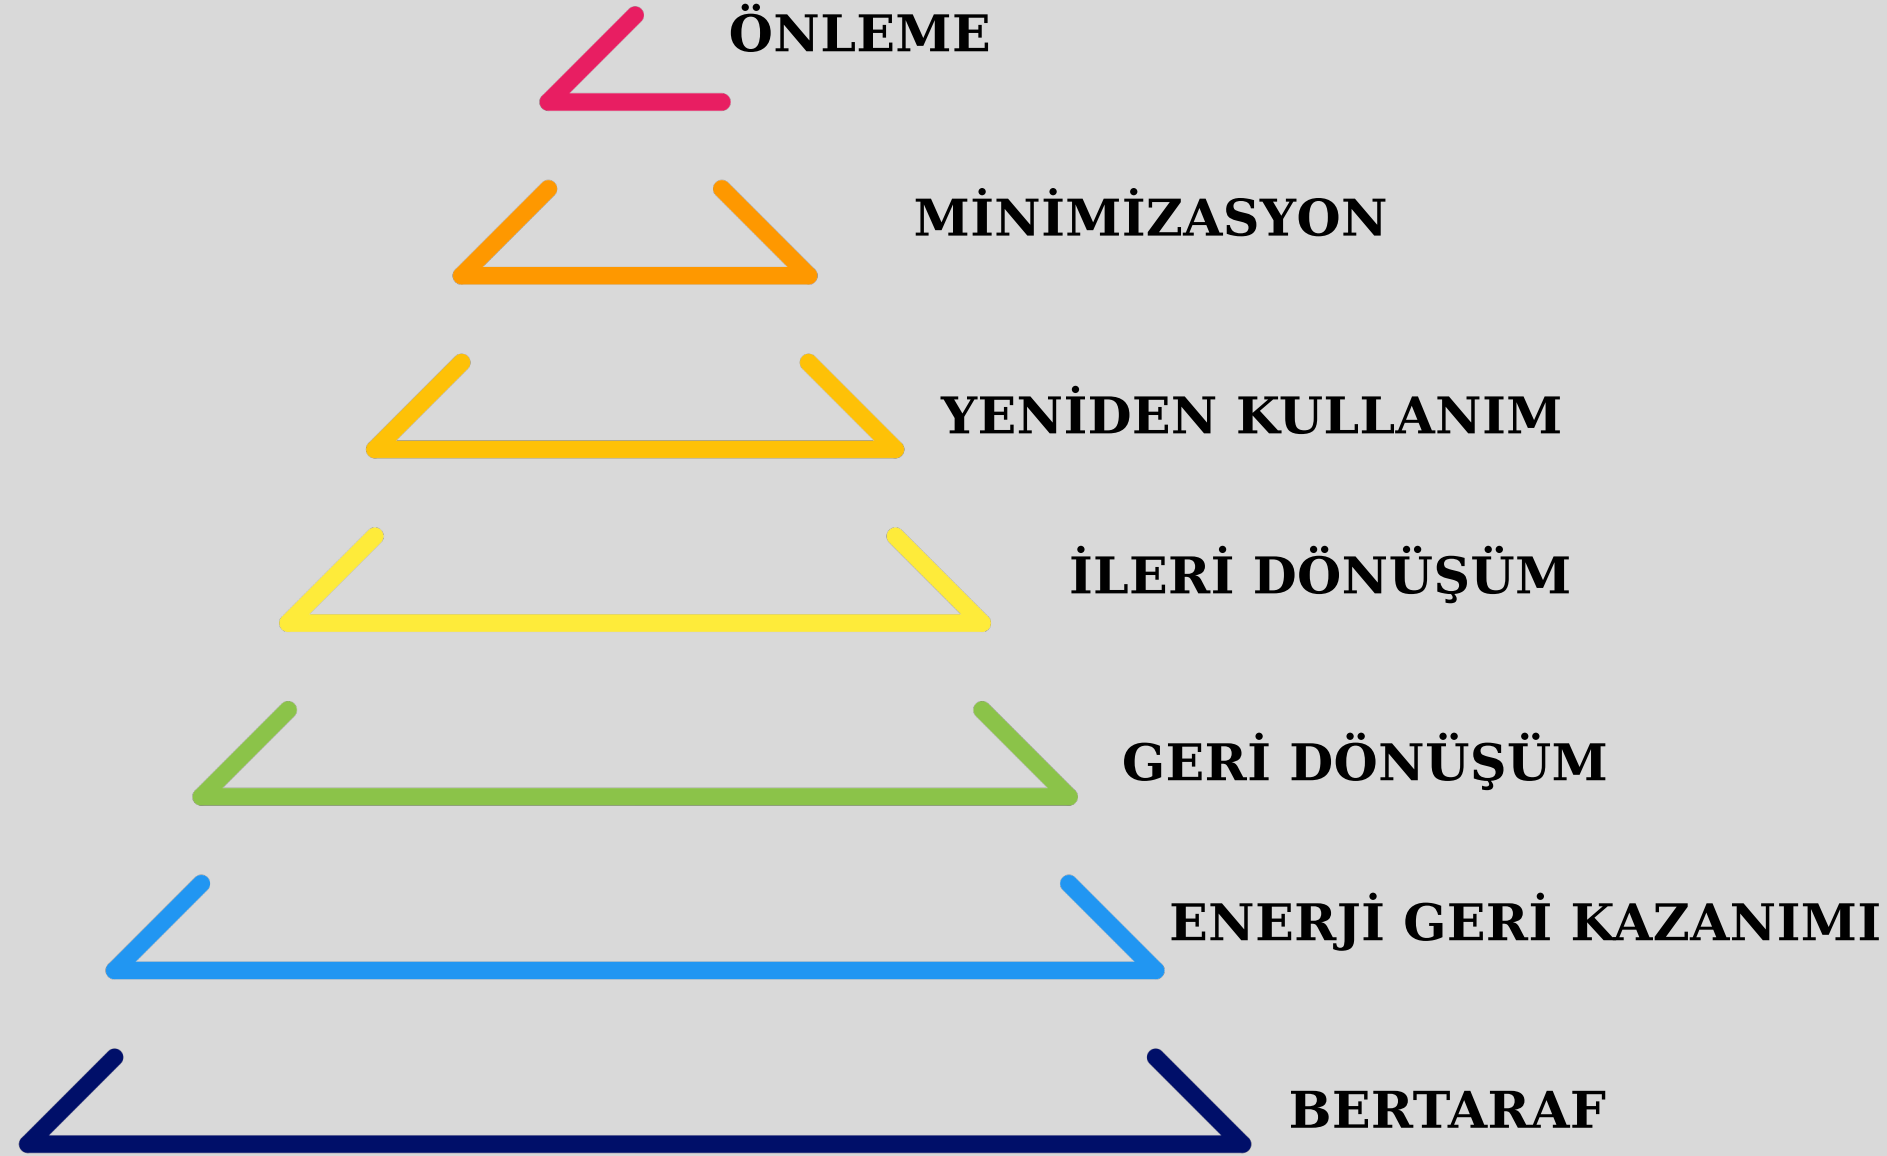 ÖNLEME
MİNİMİZASYON
YENİDEN KULLANIM
İLERİ DÖNÜŞÜM
GERİ DÖNÜŞÜM
ENERJİ GERİ KAZANIMI
BERTARAF